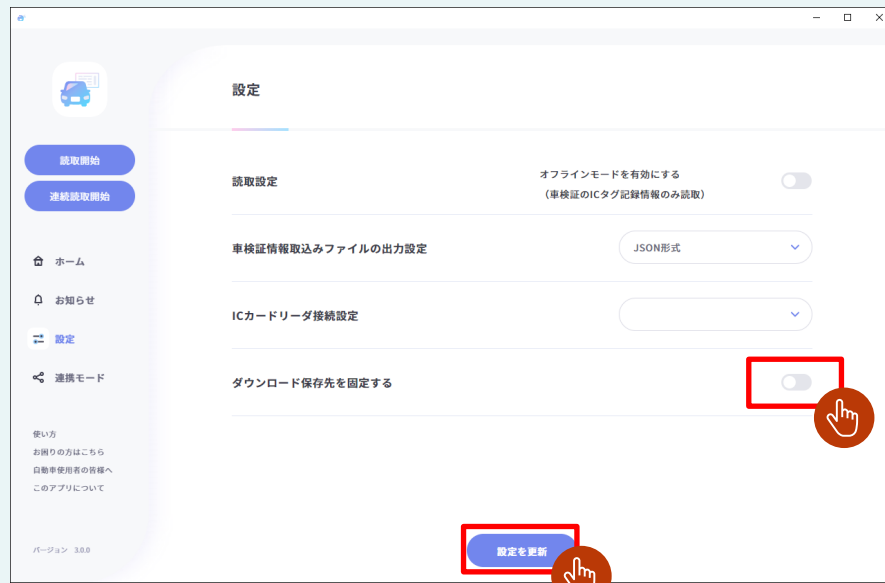 設定
読取開始
連続読取開始
ホーム
お知らせ
設定
連携モード
使い方
お困りの方はこちら
自動車使用者の皆様へ
このアプリについて
バージョン 3.0.0
読取設定
オフラインモードを有効にする
（車検証のICタグ記録情報のみ読取）
車検証情報取込みファイルの出力設定
JSON形式
ICカードリーダ接続設定
ダウンロード保存先を固定する
設定を更新